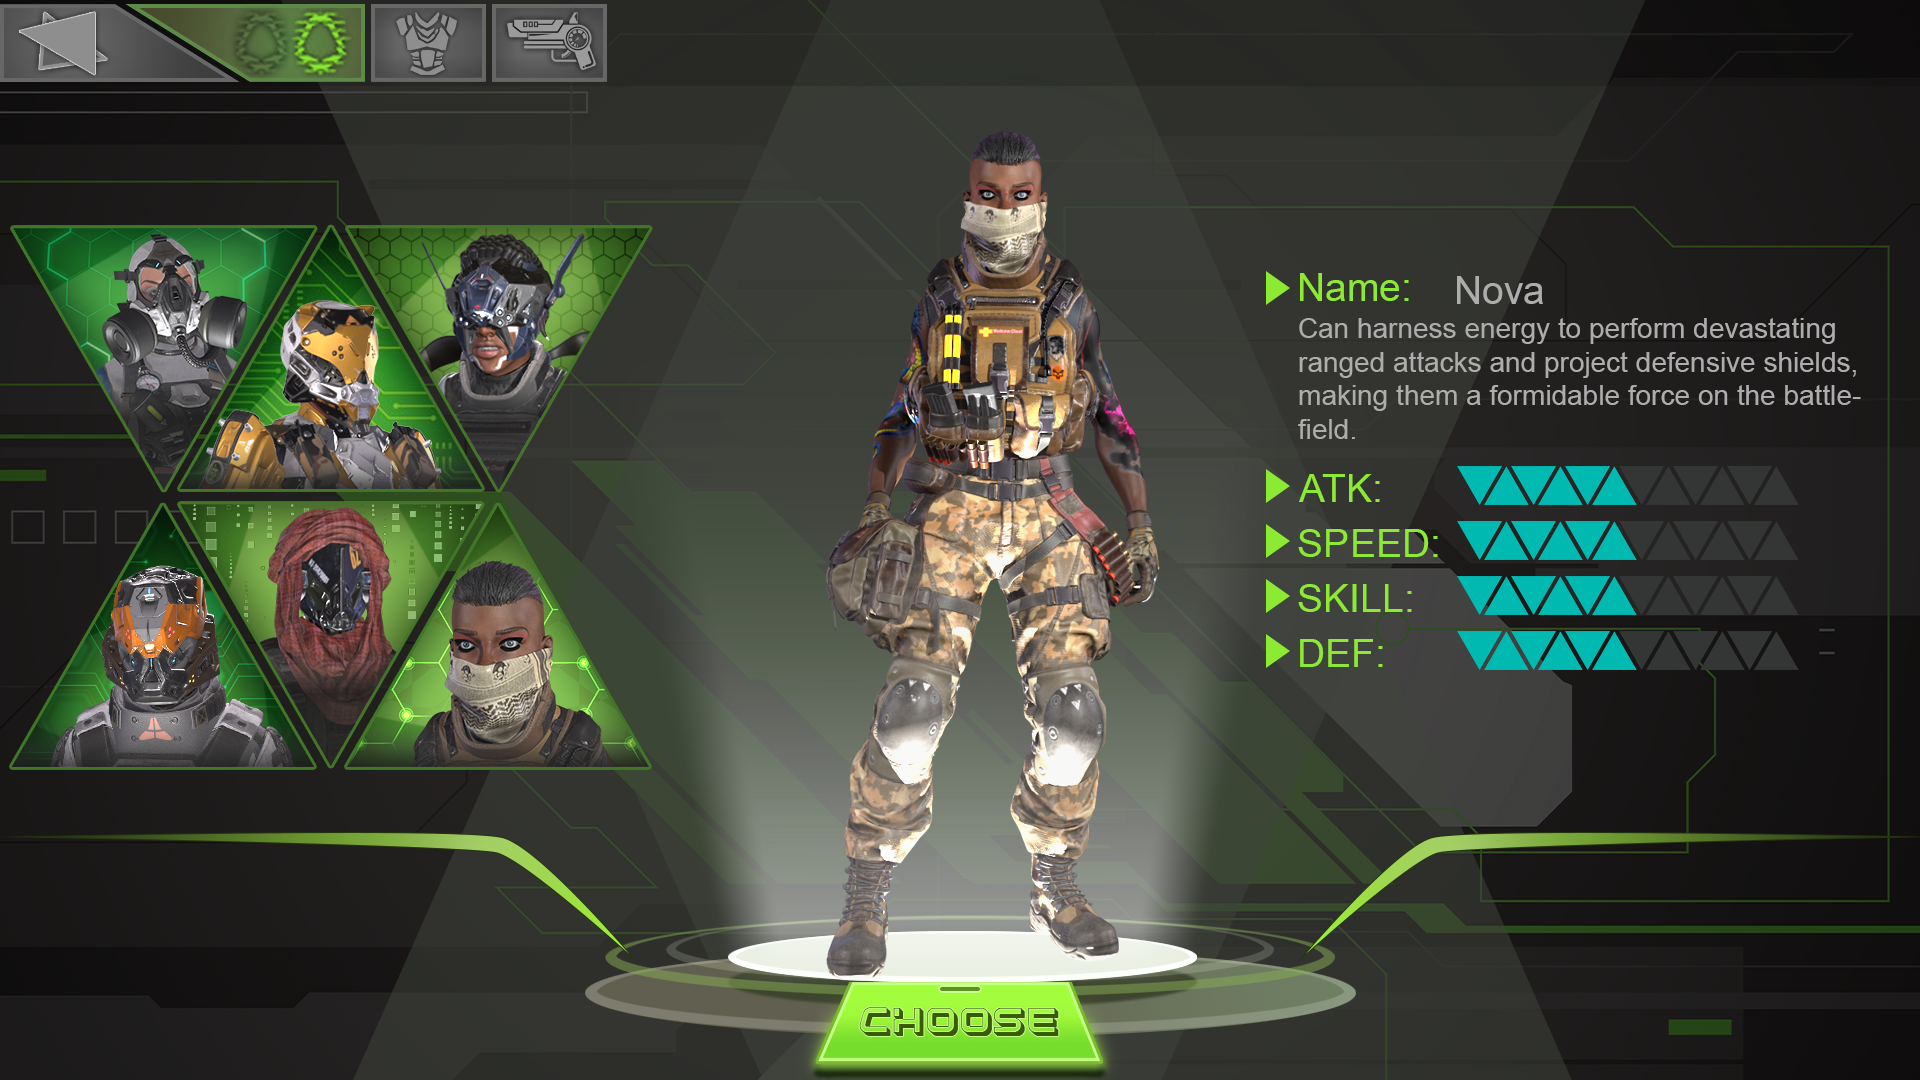 Name: Nova
Can harness energy to perform devastating
ranged attacks and project defensive shields,
making them a formidable force on the battle-
field.
ATK:
SPEED:
SKILL:
DEF:
CHOOSE